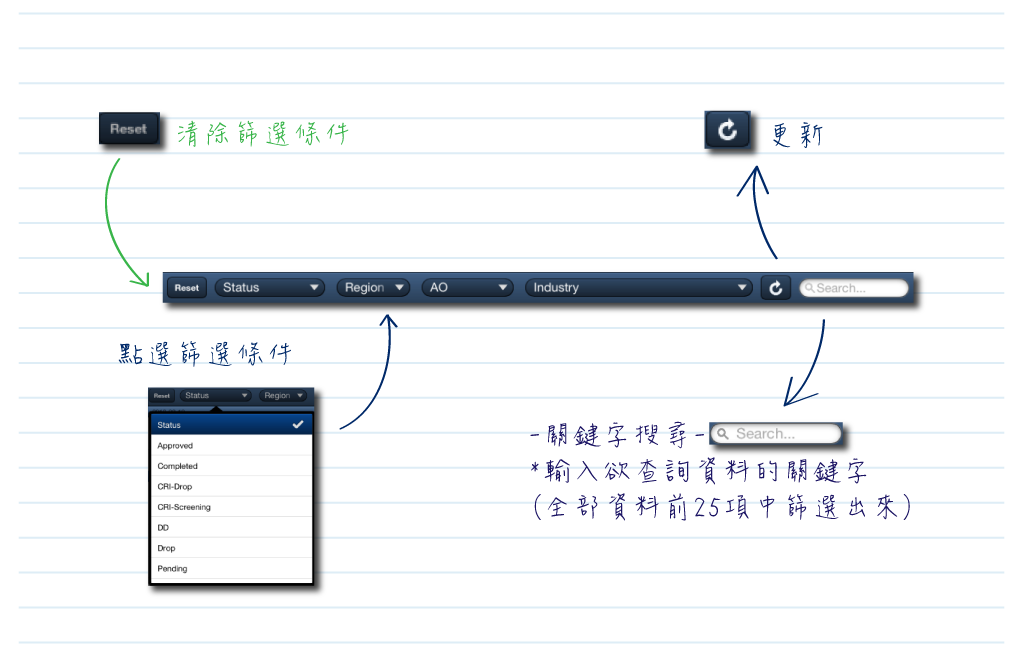 Reset 清除篩選條件
更新
Reset Status Region AO Industry Search...
點選篩選條件
Reset Status Region
Status
Approved
Completed
CRI-Drop
CRI-Screening
DD
Drop
Pending
-關鍵字搜尋- Search...
*輸入欲查詢資料的關鍵字
(全部資料前25項中篩選出來)